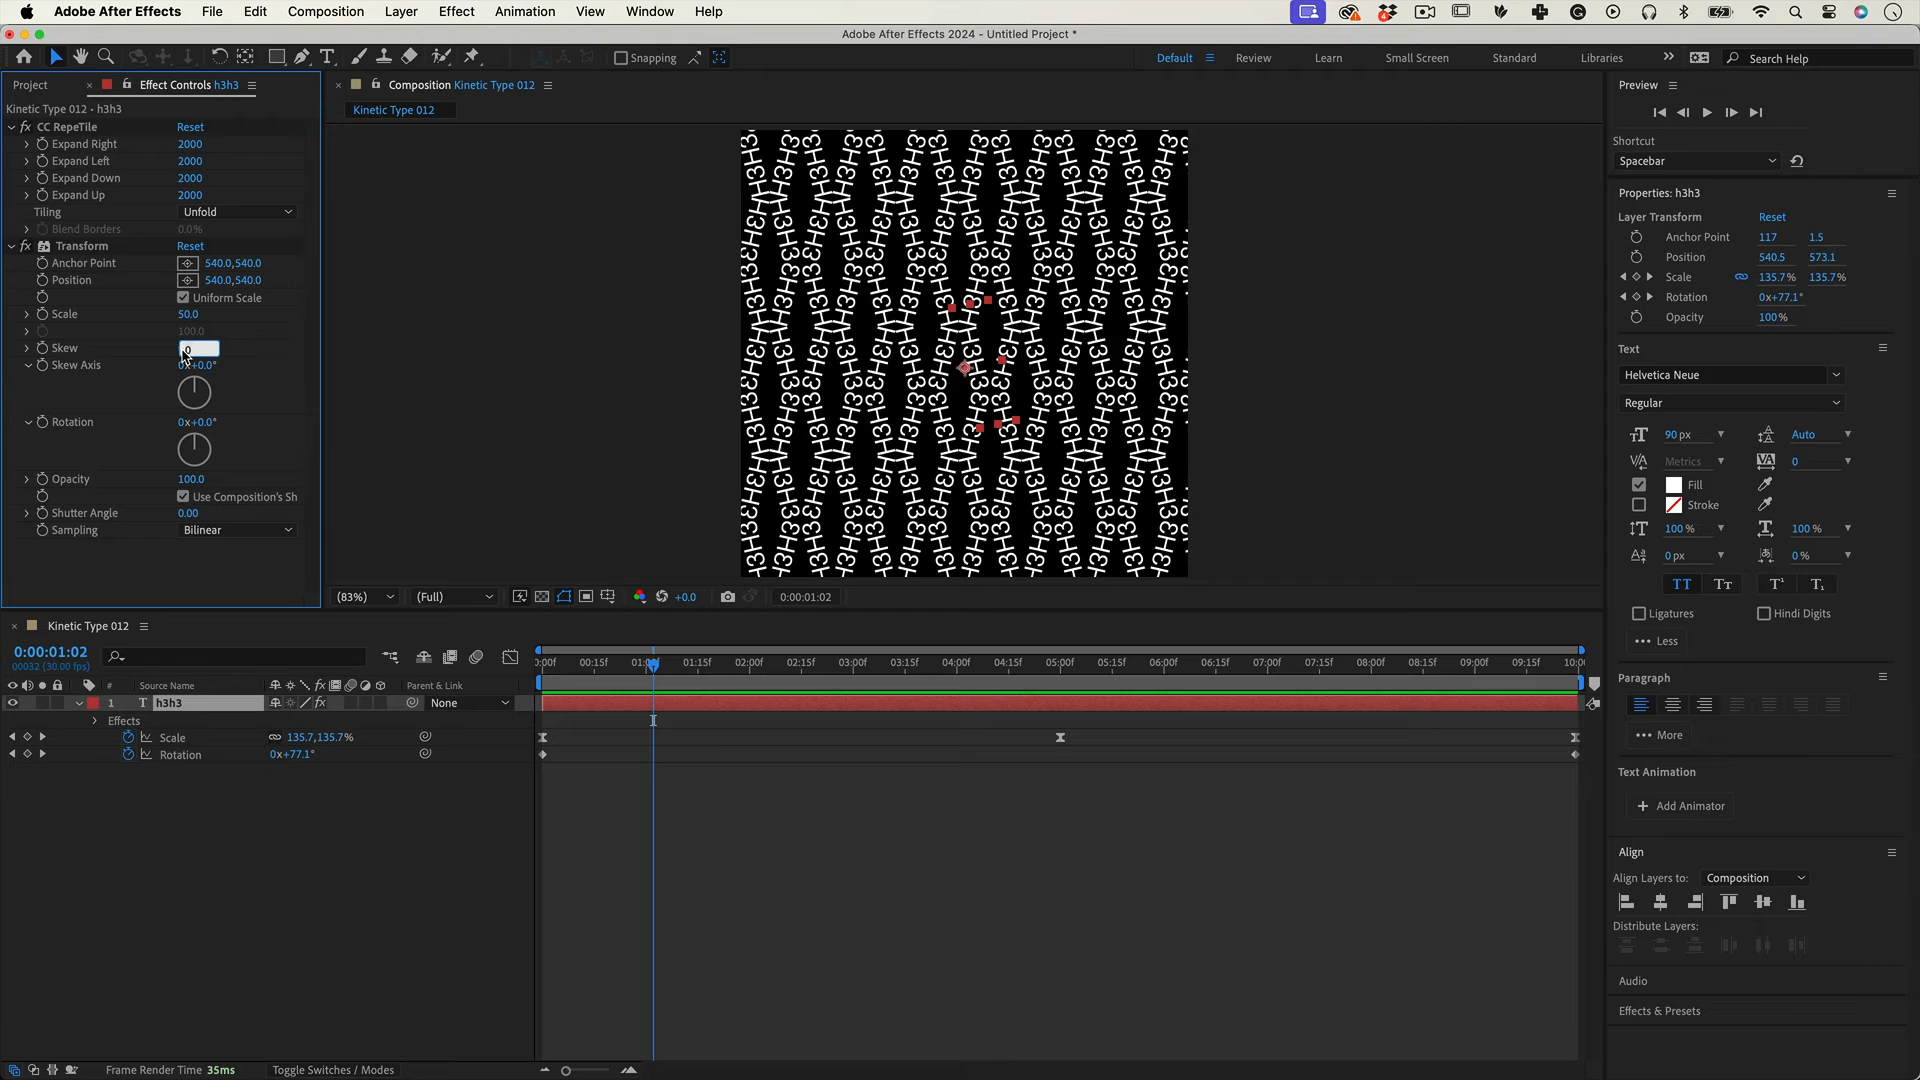 Adobe After Effects File Edit Composition Layer Effect Animation View Window Help
Adobe After Effects 2024 - Untitled Project *
Snapping Default Review Learn Small Screen Standard Libraries Search Help
Project Effect Controls h3h3
Kinetic Type 012 • h3h3
fx CC RepeTile Reset
Expand Right 2000
Expand Left 2000
Expand Down 2000
Expand Up 2000
Tiling Unfold
Blend Borders 0.0%
fx Transform Reset
Anchor Point 540.0,540.0
Position 540.0,540.0
Uniform Scale
Scale 50.0
100.0
Skew 0
Skew Axis 0x+0.0°
Rotation 0x+0.0°
Opacity 100.0
Use Composition's Sh
Shutter Angle 0.00
Sampling Bilinear
Composition Kinetic Type 012
Kinetic Type 012
(83%) (Full) +0.0 0:00:01:02
Preview
Shortcut
Spacebar
Properties: h3h3
Layer Transform Reset
Anchor Point 117 1.5
Position 540.5 573.1
Scale 135.7% 135.7%
Rotation 0x+77.1°
Opacity 100%
Text
Helvetica Neue
Regular
90 px Auto
Metrics 0
Fill
Stroke
100% 100%
0 px 0%
TT Tт T¹ T₁
Ligatures Hindi Digits
••• Less
Paragraph
••• More
Text Animation
+ Add Animator
Align
Align Layers to: Composition
Distribute Layers:
Audio
Effects & Presets
Kinetic Type 012
0:00:01:02
00032 (30.00 fps)
:00f 00:15f 01:00f 01:15f 02:00f 02:15f 03:00f 03:15f 04:00f 04:15f 05:00f 05:15f 06:00f 06:15f 07:00f 07:15f 08:00f 08:15f 09:00f 09:15f 10:00
# Source Name fx Parent & Link
1 T h3h3 fx None
Effects
Scale 135.7,135.7%
Rotation 0x+77.1°
Frame Render Time 35ms Toggle Switches / Modes